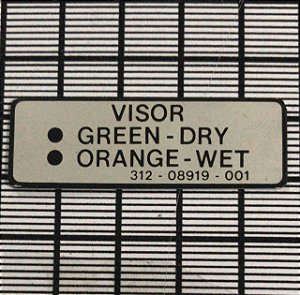 VISOR
● GREEN-DRY
● ORANGE-WET
312-08919-001